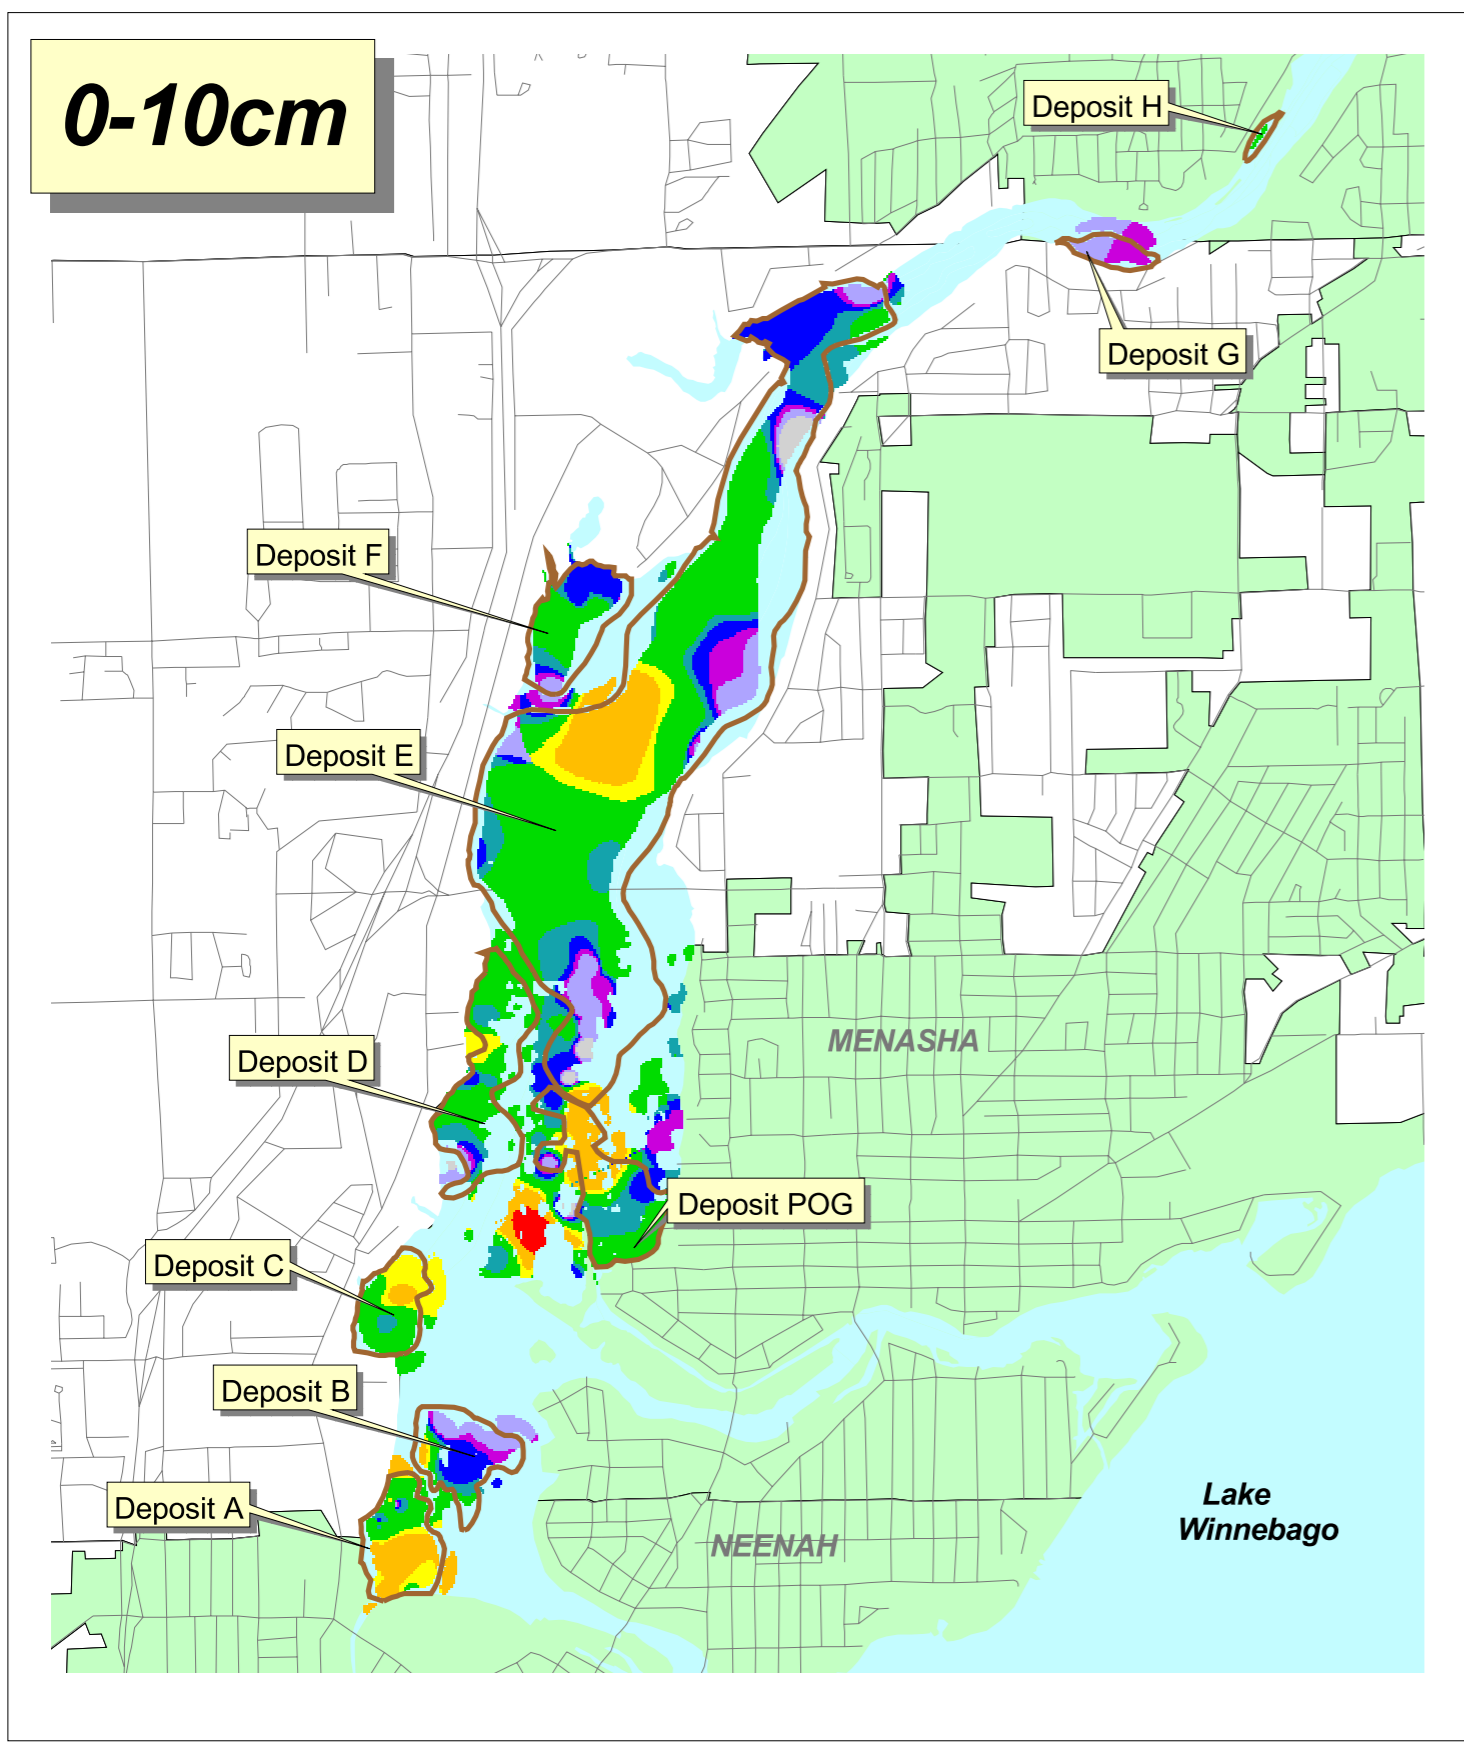 0-10cm
Deposit H
Deposit G
Deposit F
Deposit E
MENASHA
Deposit D
Deposit POG
Deposit C
Deposit B
Deposit A
Lake
Winnebago
NEENAH